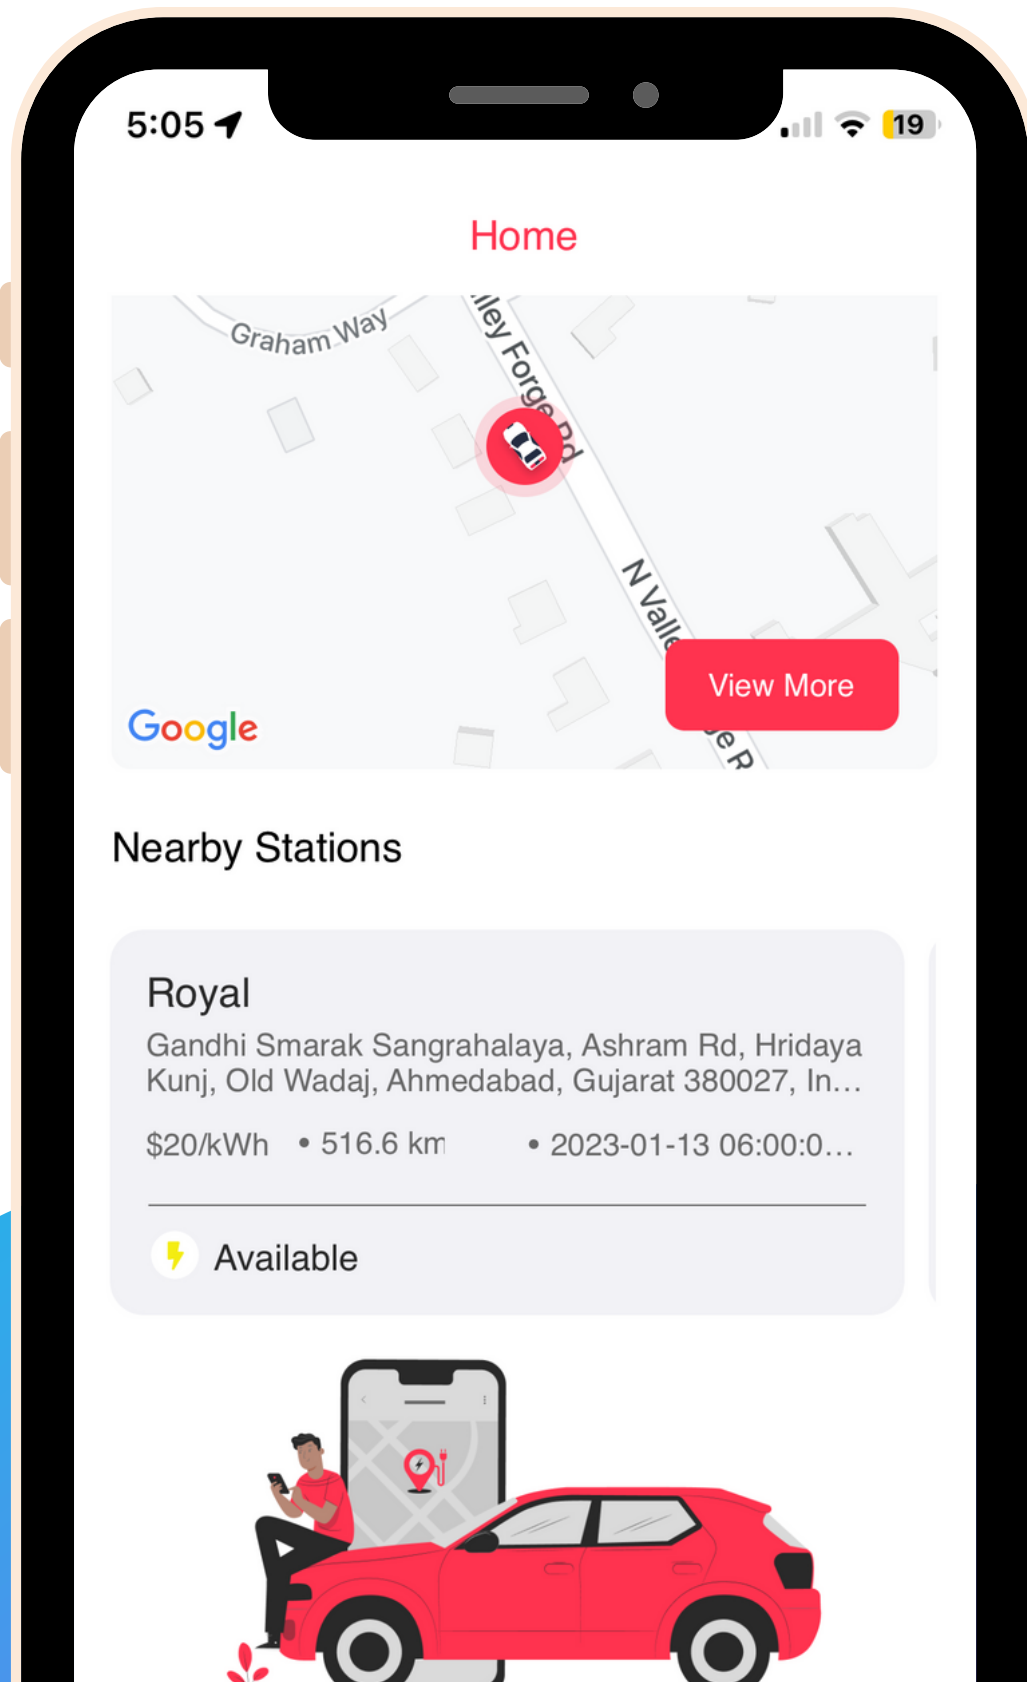 5:05
19
Home
Graham Way
lley Forge Rd
N Valle
ge R
View More
Google
Nearby Stations
Royal
Gandhi Smarak Sangrahalaya, Ashram Rd, Hridaya
Kunj, Old Wadaj, Ahmedabad, Gujarat 380027, In...
$20/kWh • 516.6 km • 2023-01-13 06:00:0...
Available